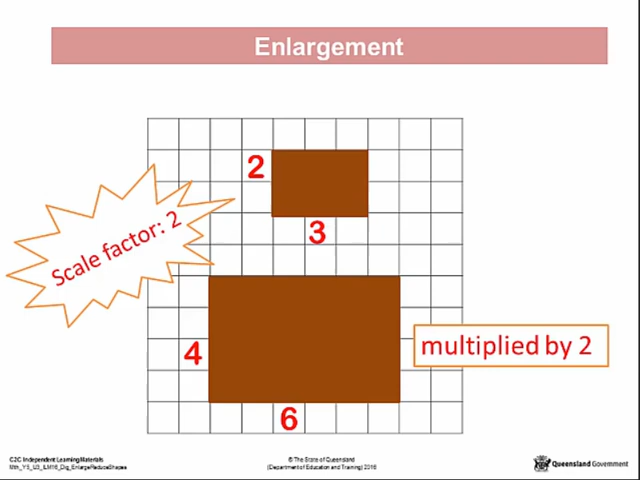 Enlargement
2
Scale factor: 2
3
4
multiplied by 2
6
C2C Independent Learning Materials
Mth_Y5_U3_ILM16_Dig_EnlargeReduceShapes
© The State of Queensland
(Department of Education and Training) 2016
Queensland Government